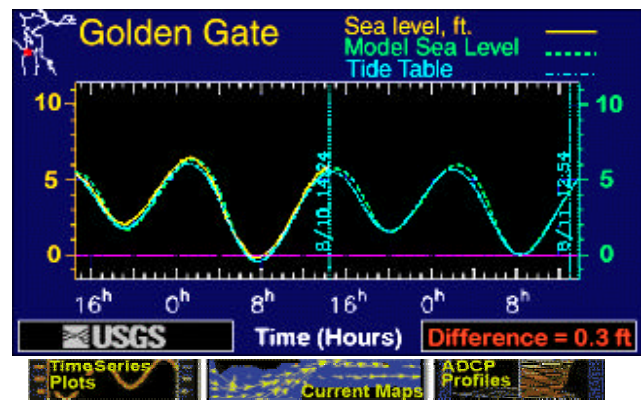 Golden Gate
Sea level, ft.
Model Sea Level
Tide Table
10
5
0
10
5
0
8/10 14:24
8/11 12:54
16h 0h 8h 16h 0h 8h
USGS
Time (Hours)
Difference = 0.3 ft
TimeSeries
Plots
Current Maps
ADCP
Profiles